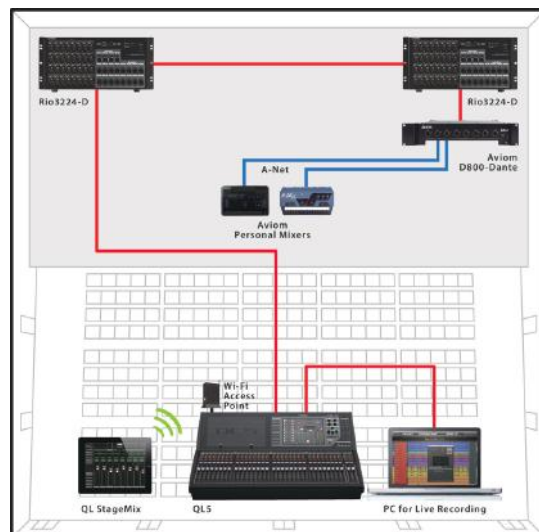 Rio3224-D
Rio3224-D
Aviom
D800-Dante
A-Net
Aviom
Personal Mixers
Wi-Fi
Access
Point
QL StageMix
QL5
PC for Live Recording